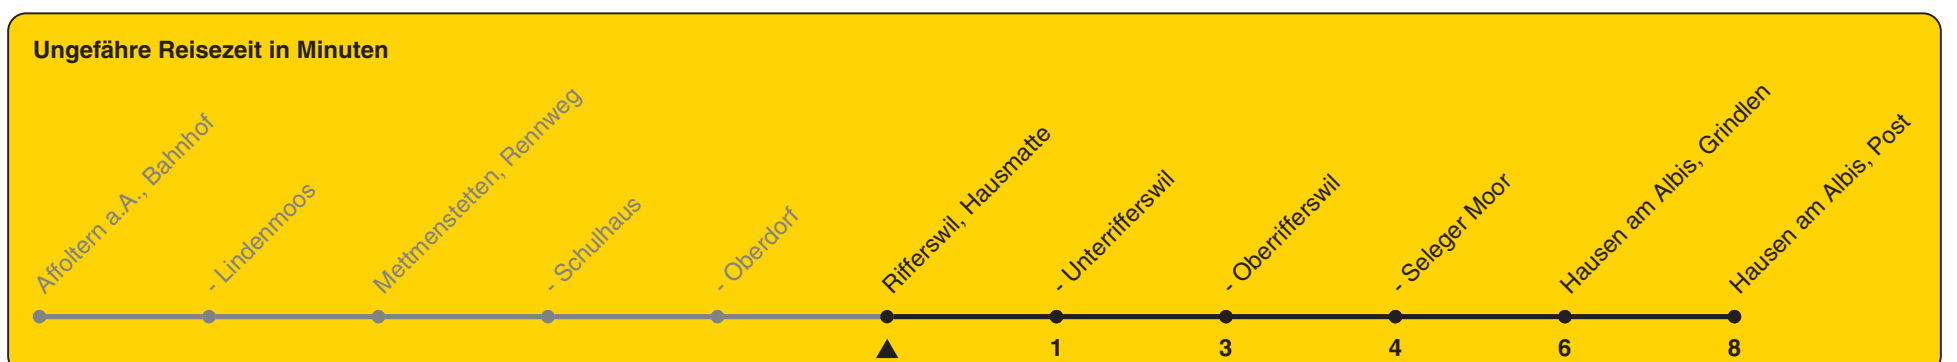 Ungefähre Reisezeit in Minuten
Affoltern a.A., Bahnhof
- Lindenmoos
Mettmenstetten, Rennweg
- Schulhaus
- Oberdorf
Rifferswil, Hausmatte
- Unterrifferswil
- Oberrifferswil
- Seleger Moor
Hausen am Albis, Grindlen
Hausen am Albis, Post
1 3 4 6 8